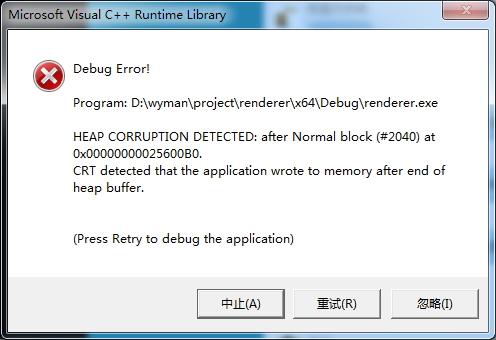 Microsoft Visual C++ Runtime Library
Debug Error!
Program: D:\wyman\project\renderer\x64\Debug\renderer.exe
HEAP CORRUPTION DETECTED: after Normal block (#2040) at
0x00000000025600B0.
CRT detected that the application wrote to memory after end of
heap buffer.
(Press Retry to debug the application)
中止(A)
重试(R)
忽略(I)